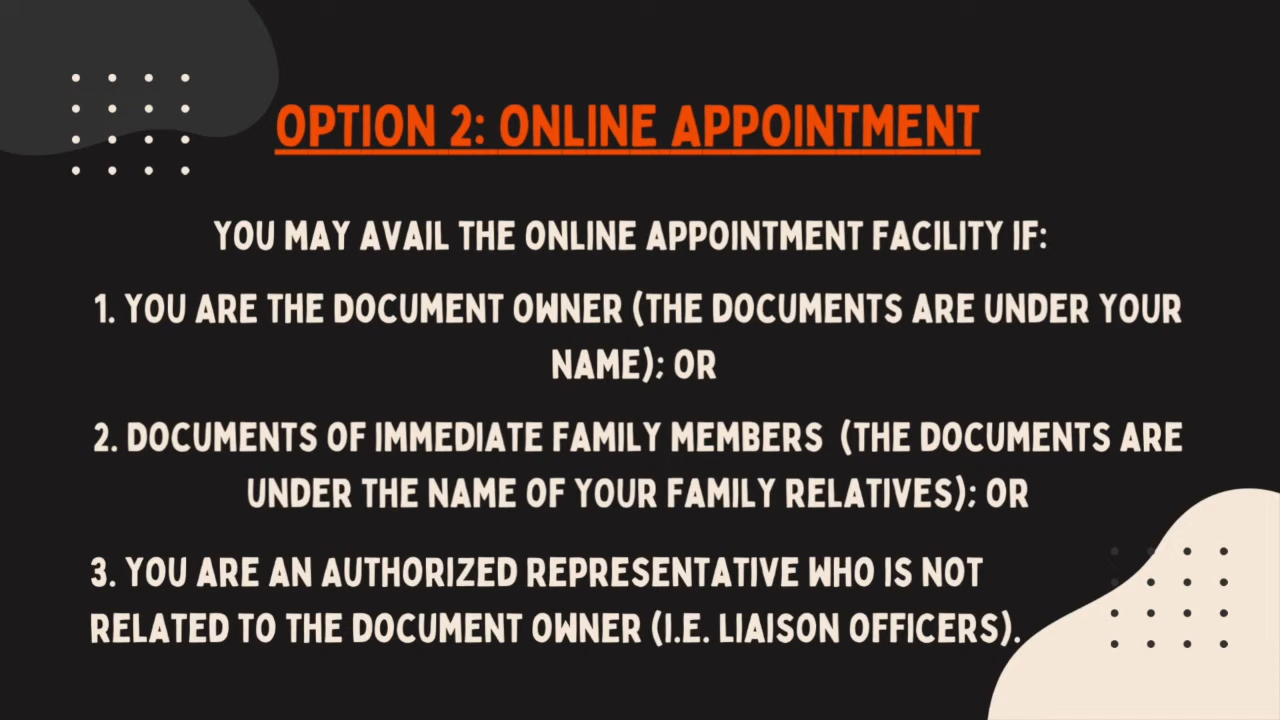 OPTION 2: ONLINE APPOINTMENT
YOU MAY AVAIL THE ONLINE APPOINTMENT FACILITY IF:
1. YOU ARE THE DOCUMENT OWNER (THE DOCUMENTS ARE UNDER YOUR
NAME); OR
2. DOCUMENTS OF IMMEDIATE FAMILY MEMBERS (THE DOCUMENTS ARE
UNDER THE NAME OF YOUR FAMILY RELATIVES); OR
3. YOU ARE AN AUTHORIZED REPRESENTATIVE WHO IS NOT
RELATED TO THE DOCUMENT OWNER (I.E. LIAISON OFFICERS).